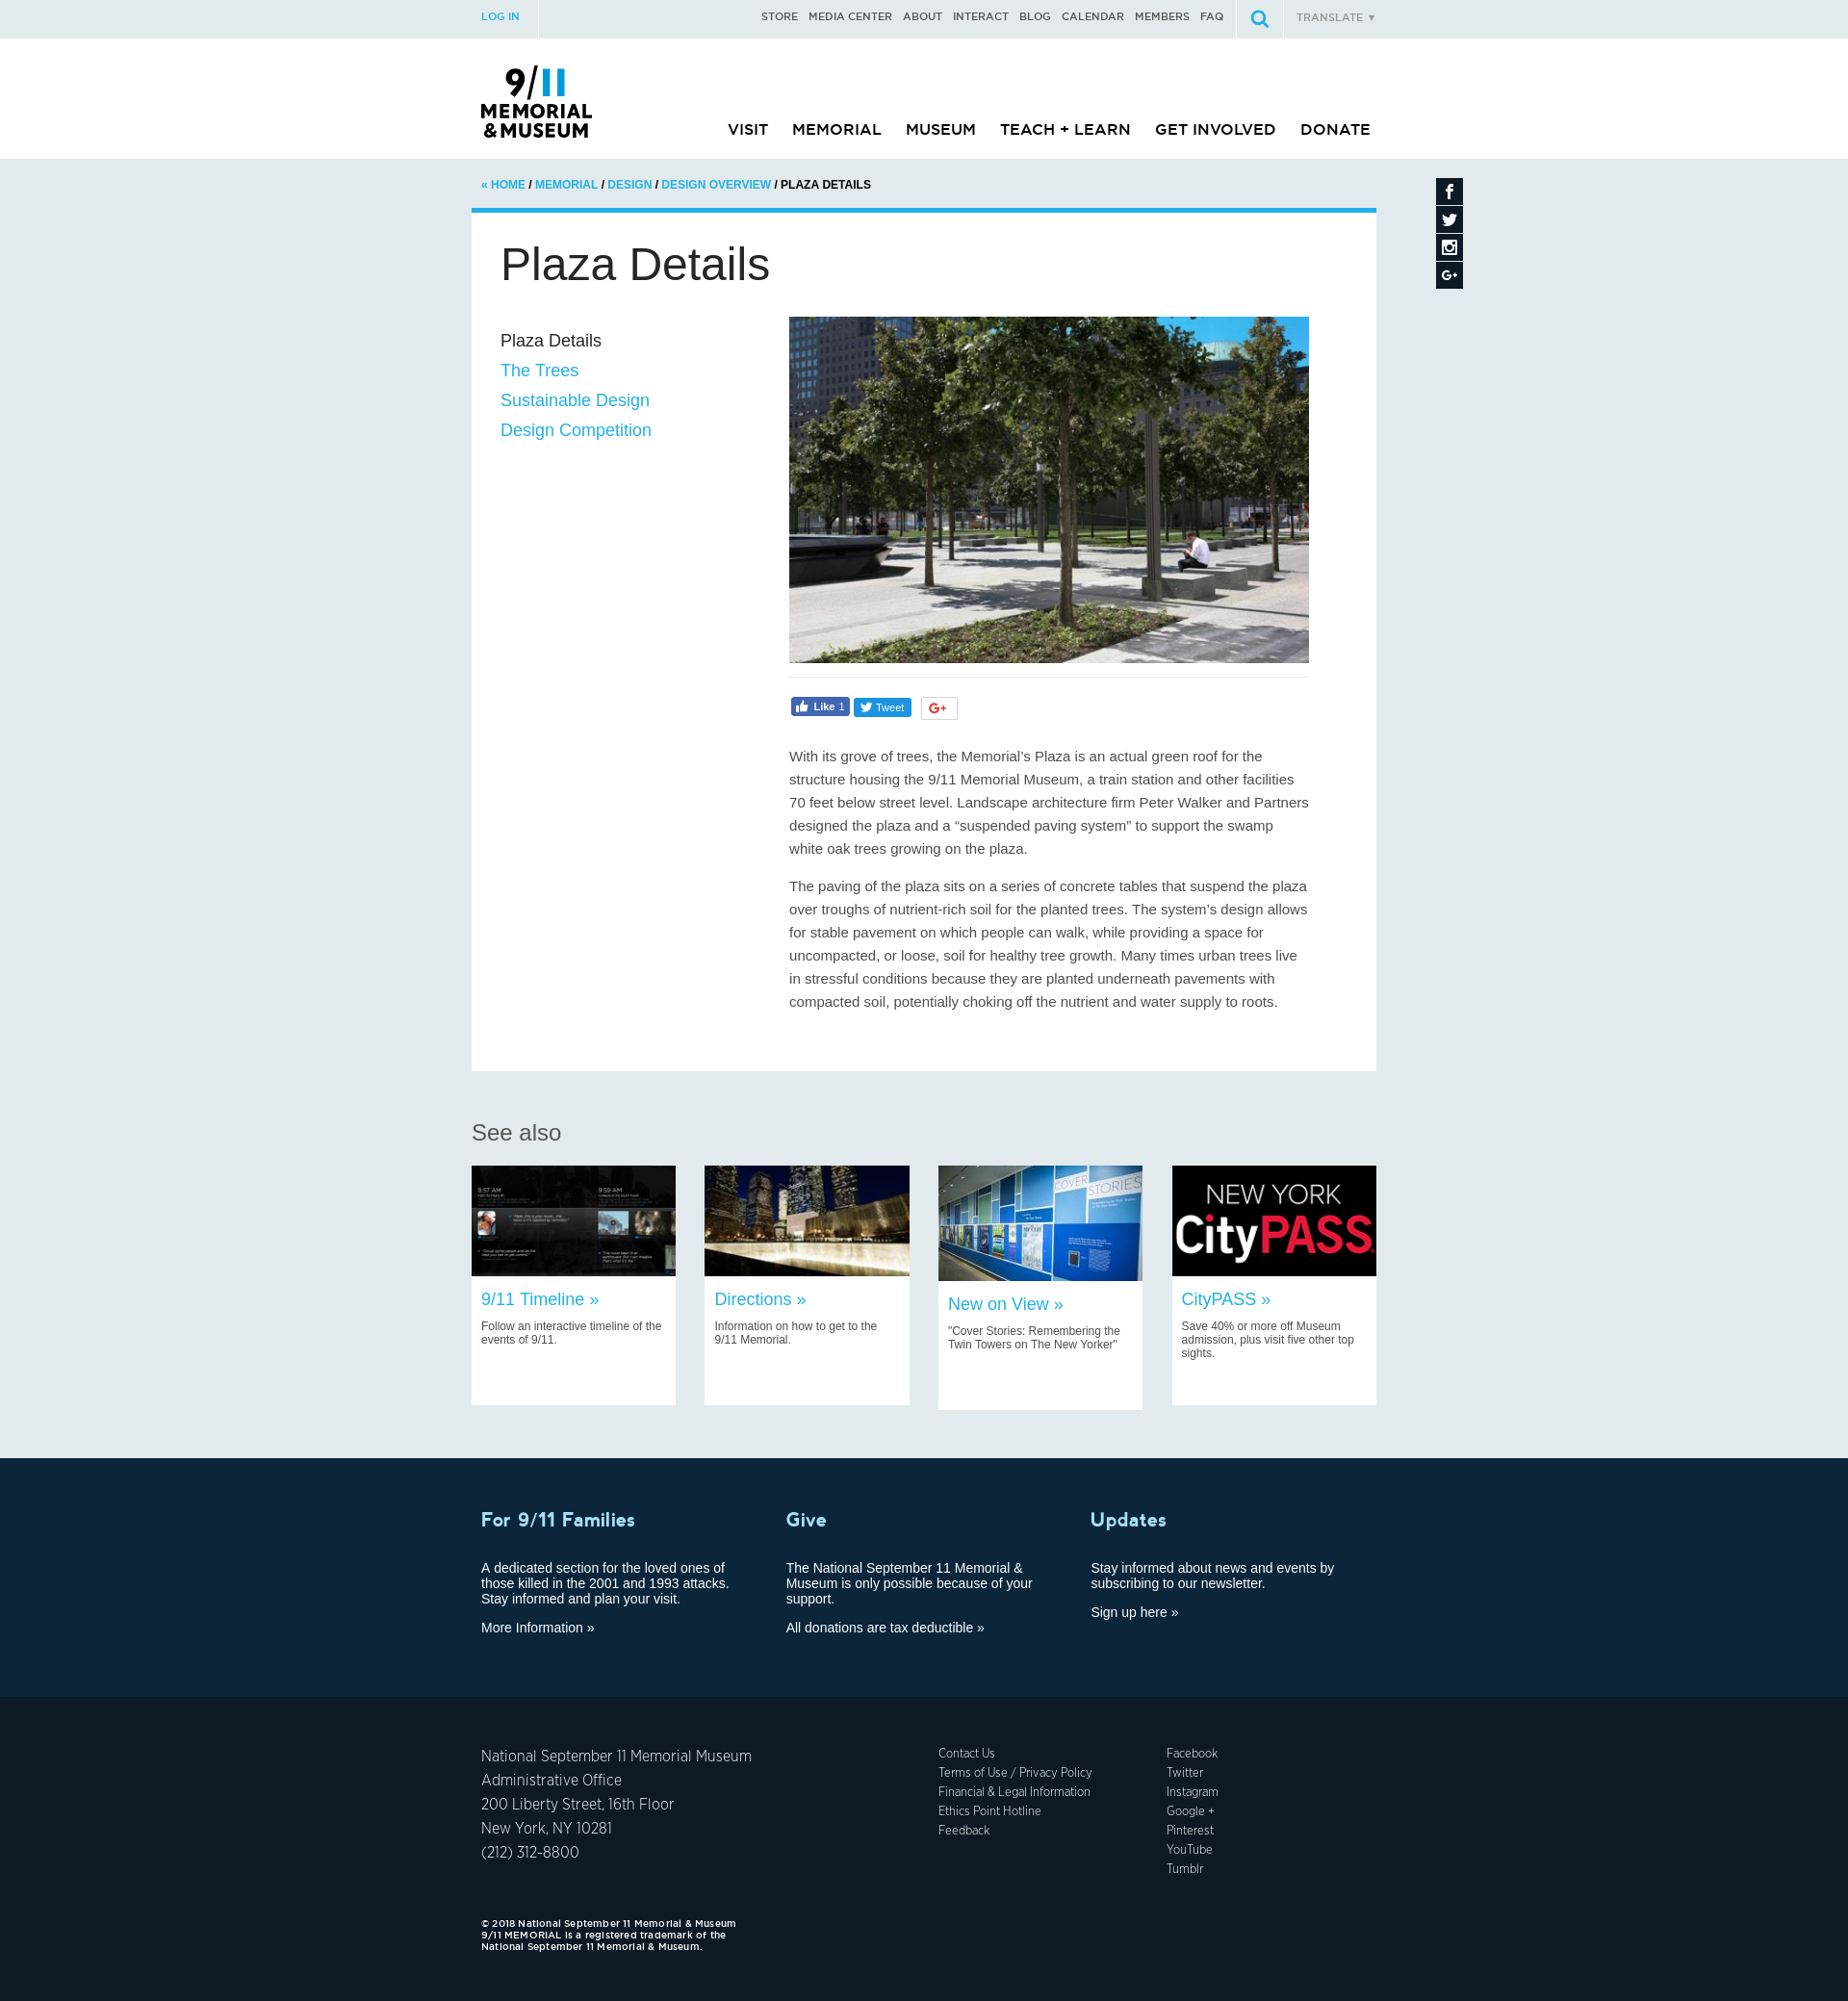 LOG IN
STORE MEDIA CENTER ABOUT INTERACT BLOG CALENDAR MEMBERS FAQ
TRANSLATE ▼
9/11
MEMORIAL
&MUSEUM
VISIT MEMORIAL MUSEUM TEACH + LEARN GET INVOLVED DONATE
« HOME / MEMORIAL / DESIGN / DESIGN OVERVIEW / PLAZA DETAILS
Plaza Details
Plaza Details
The Trees
Sustainable Design
Design Competition
Like 1
Tweet
G+
With its grove of trees, the Memorial’s Plaza is an actual green roof for the
structure housing the 9/11 Memorial Museum, a train station and other facilities
70 feet below street level. Landscape architecture firm Peter Walker and Partners
designed the plaza and a “suspended paving system” to support the swamp
white oak trees growing on the plaza.
The paving of the plaza sits on a series of concrete tables that suspend the plaza
over troughs of nutrient-rich soil for the planted trees. The system’s design allows
for stable pavement on which people can walk, while providing a space for
uncompacted, or loose, soil for healthy tree growth. Many times urban trees live
in stressful conditions because they are planted underneath pavements with
compacted soil, potentially choking off the nutrient and water supply to roots.
See also
9:57 AM
9:59 AM
9/11 Timeline »
Follow an interactive timeline of the
events of 9/11.
Directions »
Information on how to get to the
9/11 Memorial.
COVER
STORIES
New on View »
"Cover Stories: Remembering the
Twin Towers on The New Yorker"
NEW YORK
CityPASS
CityPASS »
Save 40% or more off Museum
admission, plus visit five other top
sights.
For 9/11 Families
A dedicated section for the loved ones of
those killed in the 2001 and 1993 attacks.
Stay informed and plan your visit.
More Information »
Give
The National September 11 Memorial &
Museum is only possible because of your
support.
All donations are tax deductible »
Updates
Stay informed about news and events by
subscribing to our newsletter.
Sign up here »
National September 11 Memorial Museum
Administrative Office
200 Liberty Street, 16th Floor
New York, NY 10281
(212) 312-8800
Contact Us
Terms of Use / Privacy Policy
Financial & Legal Information
Ethics Point Hotline
Feedback
Facebook
Twitter
Instagram
Google +
Pinterest
YouTube
Tumblr
© 2018 National September 11 Memorial & Museum
9/11 MEMORIAL is a registered trademark of the
National September 11 Memorial & Museum.